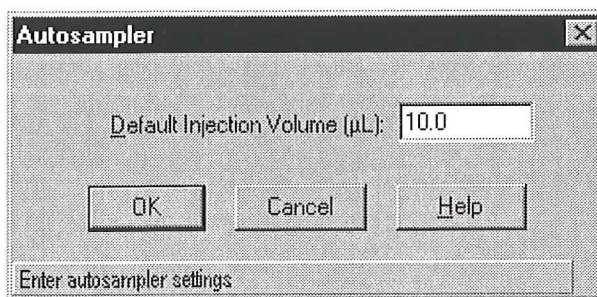 Autosampler
Default Injection Volume (µL): 10.0
OK Cancel Help
Enter autosampler settings